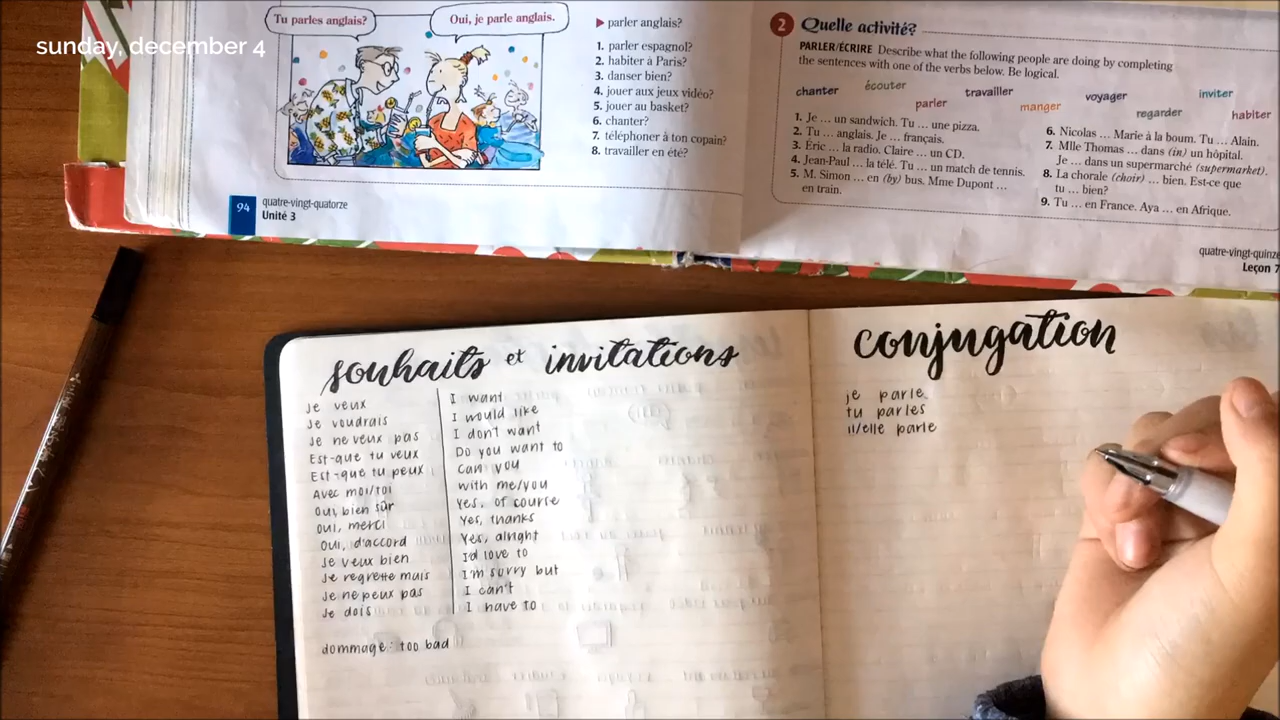 sunday, december 4
Tu parles anglais?
Oui, je parle anglais.
▶ parler anglais?
1. parler espagnol?
2. habiter à Paris?
3. danser bien?
4. jouer aux jeux vidéo?
5. jouer au basket?
6. chanter?
7. téléphoner à ton copain?
8. travailler en été?
94
quatre-vingt-quatorze
Unité 3
2 Quelle activité?
PARLER/ÉCRIRE Describe what the following people are doing by completing
the sentences with one of the verbs below. Be logical.
chanter écouter travailler voyager inviter
parler manger regarder habiter
1. Je ... un sandwich. Tu ... une pizza.
2. Tu ... anglais. Je ... français.
3. Éric ... la radio. Claire ... un CD.
4. Jean-Paul ... la télé. Tu ... un match de tennis.
5. M. Simon ... en (by) bus. Mme Dupont ...
en train.
6. Nicolas ... Marie à la boum. Tu ... Alain.
7. Mlle Thomas ... dans (in) un hôpital.
Je ... dans un supermarché (supermarket).
8. La chorale (choir) ... bien. Est-ce que
tu ... bien?
9. Tu ... en France. Aya ... en Afrique.
quatre-vingt-quinze
Leçon 7
souhaits et invitations
je veux I want
Je voudrais I would like
Je ne veux pas I don't want
Est-que tu veux Do you want to
Est-que tu peux can you
Avec moi/toi with me/you
Oui, bien sûr Yes, of course
oui, merci Yes, thanks
Oui, d'accord Yes, alright
Je veux bien I'd love to
Je regrette mais I'm sorry but
Je ne peux pas I can't
Je dois I have to
dommage: too bad
conjugation
je parle
tu parles
il/elle parle